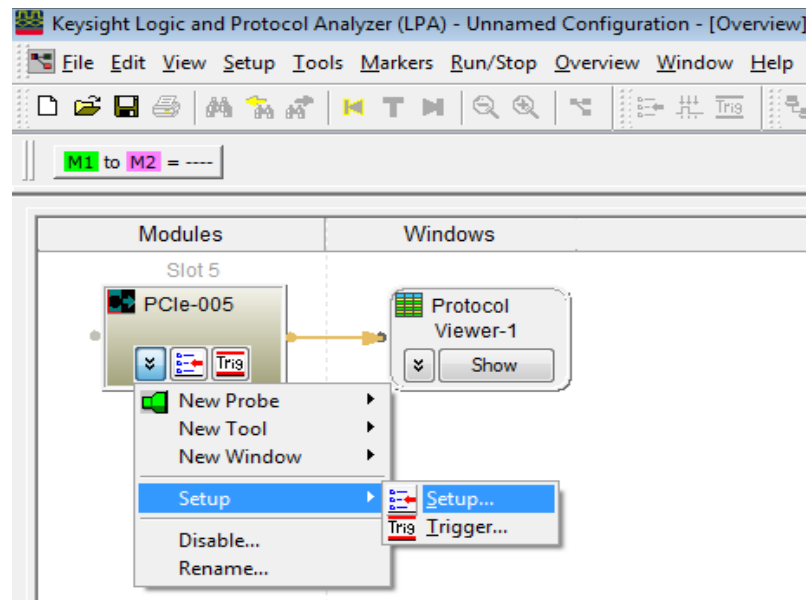 Keysight Logic and Protocol Analyzer (LPA) - Unnamed Configuration - [Overview]
File Edit View Setup Tools Markers Run/Stop Overview Window Help
T Trig
M1 to M2 = ----
Modules Windows
Slot 5
PCIe-005 Protocol
Viewer-1
Trig Show
New Probe
New Tool
New Window
Setup Setup...
Trig Trigger...
Disable...
Rename...